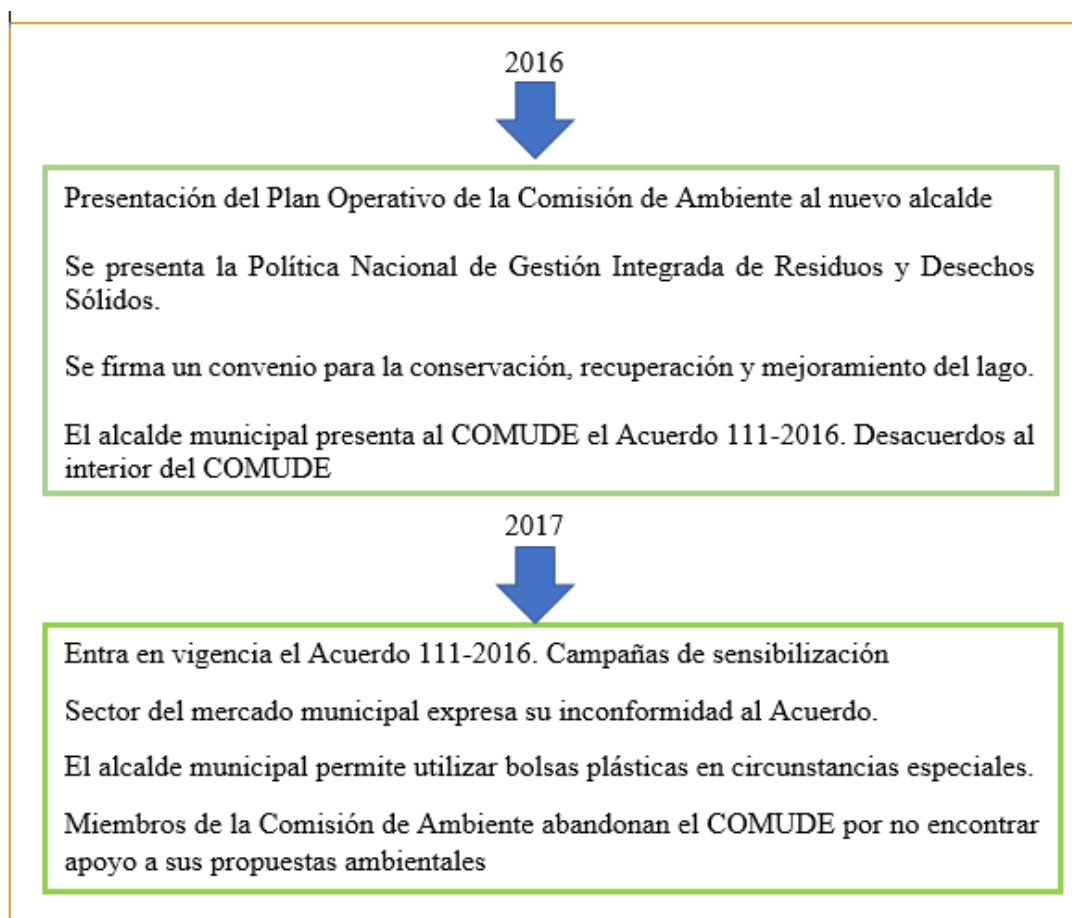 2016
Presentación del Plan Operativo de la Comisión de Ambiente al nuevo alcalde
Se presenta la Política Nacional de Gestión Integrada de Residuos y Desechos
Sólidos.
Se firma un convenio para la conservación, recuperación y mejoramiento del lago.
El alcalde municipal presenta al COMUDE el Acuerdo 111-2016. Desacuerdos al
interior del COMUDE
2017
Entra en vigencia el Acuerdo 111-2016. Campañas de sensibilización
Sector del mercado municipal expresa su inconformidad al Acuerdo.
El alcalde municipal permite utilizar bolsas plásticas en circunstancias especiales.
Miembros de la Comisión de Ambiente abandonan el COMUDE por no encontrar
apoyo a sus propuestas ambientales